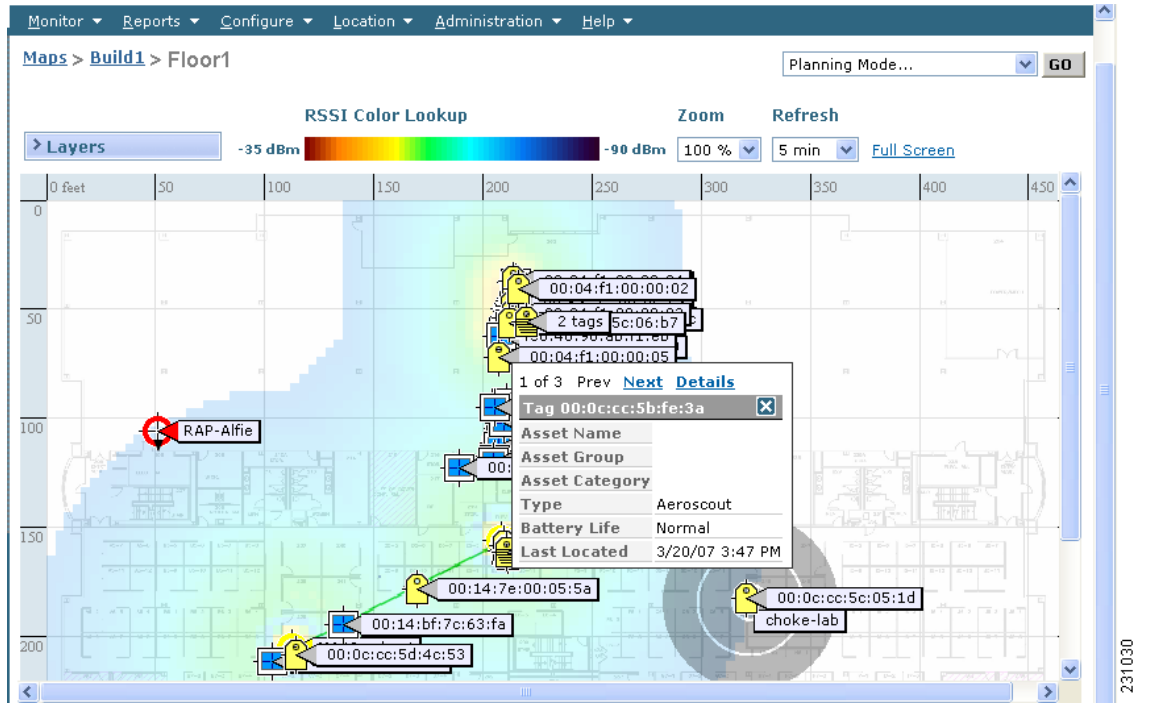 Monitor Reports Configure Location Administration Help
Maps > Build1 > Floor1
Planning Mode... GO
RSSI Color Lookup Zoom Refresh
Layers -35 dBm -90 dBm 100 % 5 min Full Screen
0 feet 50 100 150 200 250 300 350 400 450
0
00:04:f1:00:00:02
50
2 tags 5c:06:b7
00:04:f1:00:00:05
1 of 3 Prev Next Details
Tag 00:0c:cc:5b:fe:3a
100
RAP-Alfie
Asset Name
Asset Group
00:
Asset Category
Type Aeroscout
Battery Life Normal
150
Last Located 3/20/07 3:47 PM
00:14:7e:00:05:5a
00:0c:cc:5c:05:1d
choke-lab
00:14:bf:7c:63:fa
200
00:0c:cc:5d:4c:53
231030